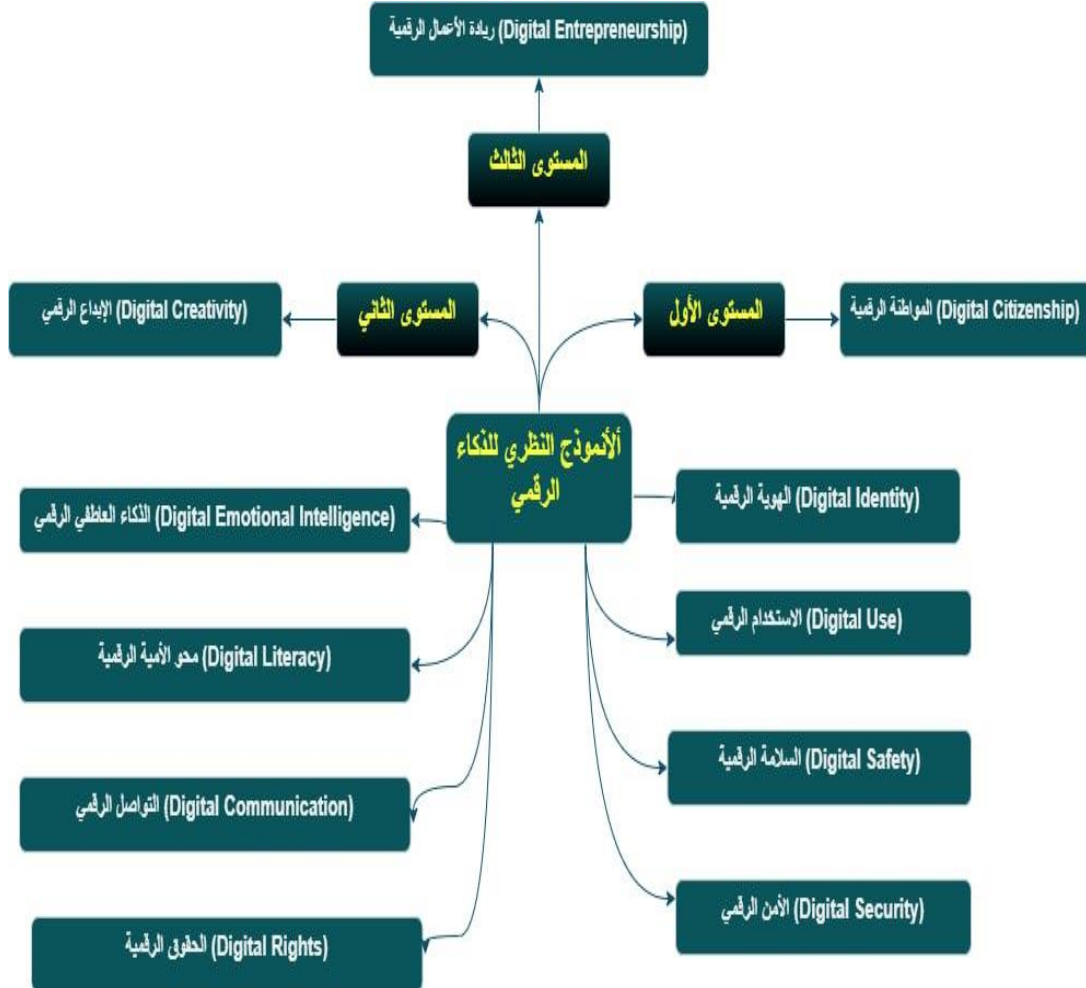 ريادة الأعمال الرقمية (Digital Entrepreneurship)
المستوى الثالث
المستوى الأول
المواطنة الرقمية (Digital Citizenship)
المستوى الثاني
الإبداع الرقمي (Digital Creativity)
ألأنموذج النظري للذكاء
الرقمي
الهوية الرقمية (Digital Identity)
الذكاء العاطفي الرقمي (Digital Emotional Intelligence)
الاستخدام الرقمي (Digital Use)
محو الأمية الرقمية (Digital Literacy)
السلامة الرقمية (Digital Safety)
التواصل الرقمي (Digital Communication)
الأمن الرقمي (Digital Security)
الحقوق الرقمية (Digital Rights)